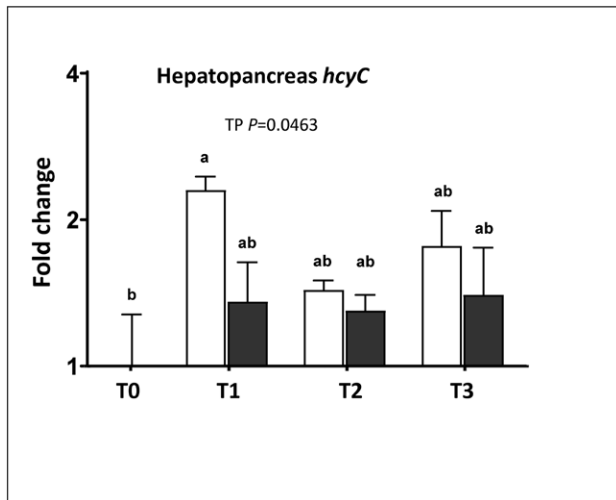 Hepatopancreas hcyC
TP P=0.0463
Fold change
4
2
1
b
a
ab
ab
ab
ab
ab
T0
T1
T2
T3